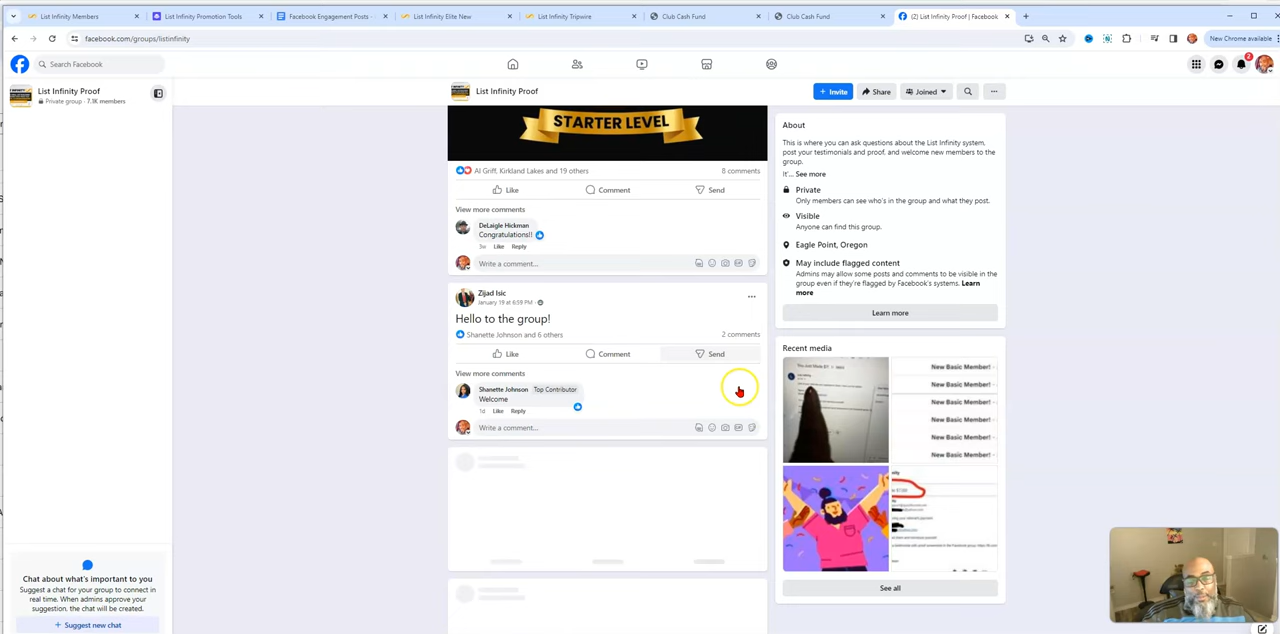 List Infinity Members
List Infinity Promotion Tools
Facebook Engagement Posts -
List Infinity Elite New
List Infinity Tripwire
Club Cash Fund
Club Cash Fund
(2) List Infinity Proof | Facebook
facebook.com/groups/listinfinity
New Chrome available
Search Facebook
2
List Infinity Proof
Private group · 7.1K members
List Infinity Proof
+ Invite
Share
Joined
STARTER LEVEL
Al Griff, Kirkland Lakes and 19 others
8 comments
Like
Comment
Send
View more comments
DeLaigle Hickman
Congratulations!!
3w Like Reply
Write a comment...
Zijad Isic
January 19 at 6:59 PM ·
Hello to the group!
Shanette Johnson and 6 others
2 comments
Like
Comment
Send
View more comments
Shanette Johnson Top Contributor
Welcome
1d Like Reply
Write a comment...
About
This is where you can ask questions about the List Infinity system,
post your testimonials and proof, and welcome new members to the
group.
It'... See more
Private
Only members can see who's in the group and what they post.
Visible
Anyone can find this group.
Eagle Point, Oregon
May include flagged content
Admins may allow some posts and comments to be visible in the
group even if they're flagged by Facebook's systems. Learn
more
Learn more
Recent media
New Basic Member! -
New Basic Member! -
New Basic Member! -
New Basic Member! -
New Basic Member! -
New Basic Member! -
See all
Chat about what's important to you
Suggest a chat for your group to connect in
real time. When admins approve your
suggestion, the chat will be created.
+ Suggest new chat